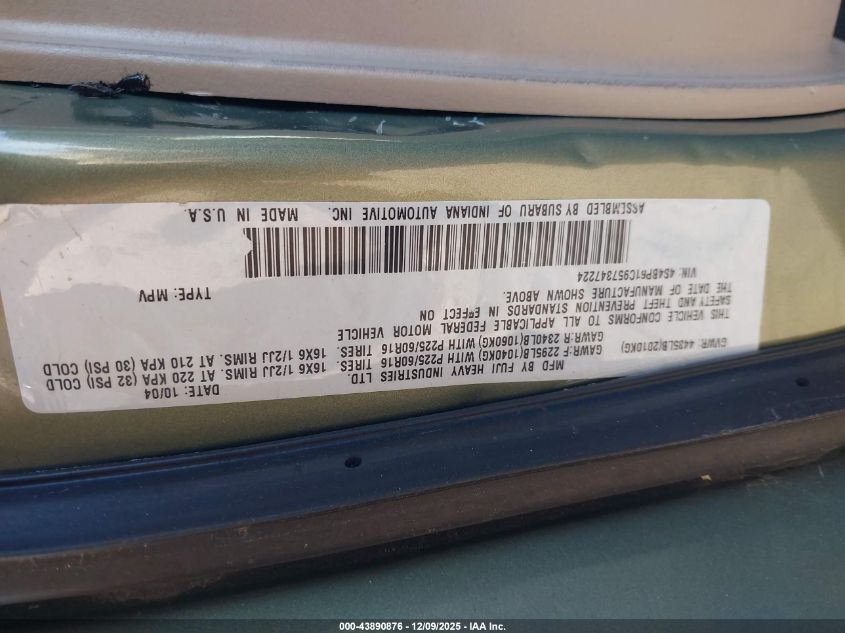 MFD BY FUJI HEAVY INDUSTRIES LTD. DATE: 10/04
GVWR: 4435LB(2010KG)
GAWR:F: 2295LB(1040KG) WITH P225/60R16 TIRES. 16X6 1/2JJ RIMS. AT 220 KPA (32 PSI) COLD
GAWR:R: 2340LB(1060KG) WITH P225/60R16 TIRES. 16X6 1/2JJ RIMS. AT 210 KPA (30 PSI) COLD
THIS VEHICLE CONFORMS TO ALL APPLICABLE FEDERAL MOTOR VEHICLE
SAFETY AND THEFT PREVENTION STANDARDS IN EFFECT ON
THE DATE OF MANUFACTURE SHOWN ABOVE.
VIN: 4S4BP61C957347224 TYPE: MPV
ASSEMBLED BY SUBARU OF INDIANA AUTOMOTIVE INC. MADE IN U.S.A.
000-43890876 - 12/09/2025 - IAA Inc.